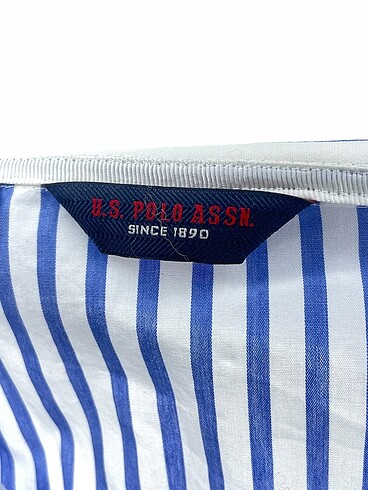 U.S. POLO ASSN.
SINCE 1890